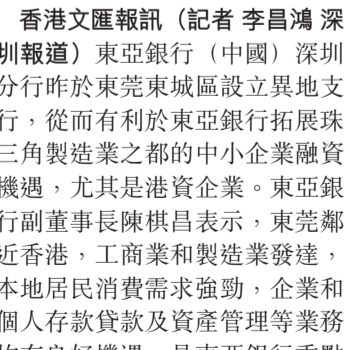 香港文匯報訊（記者 李昌鴻 深
圳報道）東亞銀行（中國）深圳
分行昨於東莞東城區設立異地支
行，從而有利於東亞銀行拓展珠
三角製造業之都的中小企業融資
機遇，尤其是港資企業。東亞銀
行副董事長陳棋昌表示，東莞鄰
近香港，工商業和製造業發達，
本地居民消費需求強勁，企業和
個人存款貸款及資產管理等業務